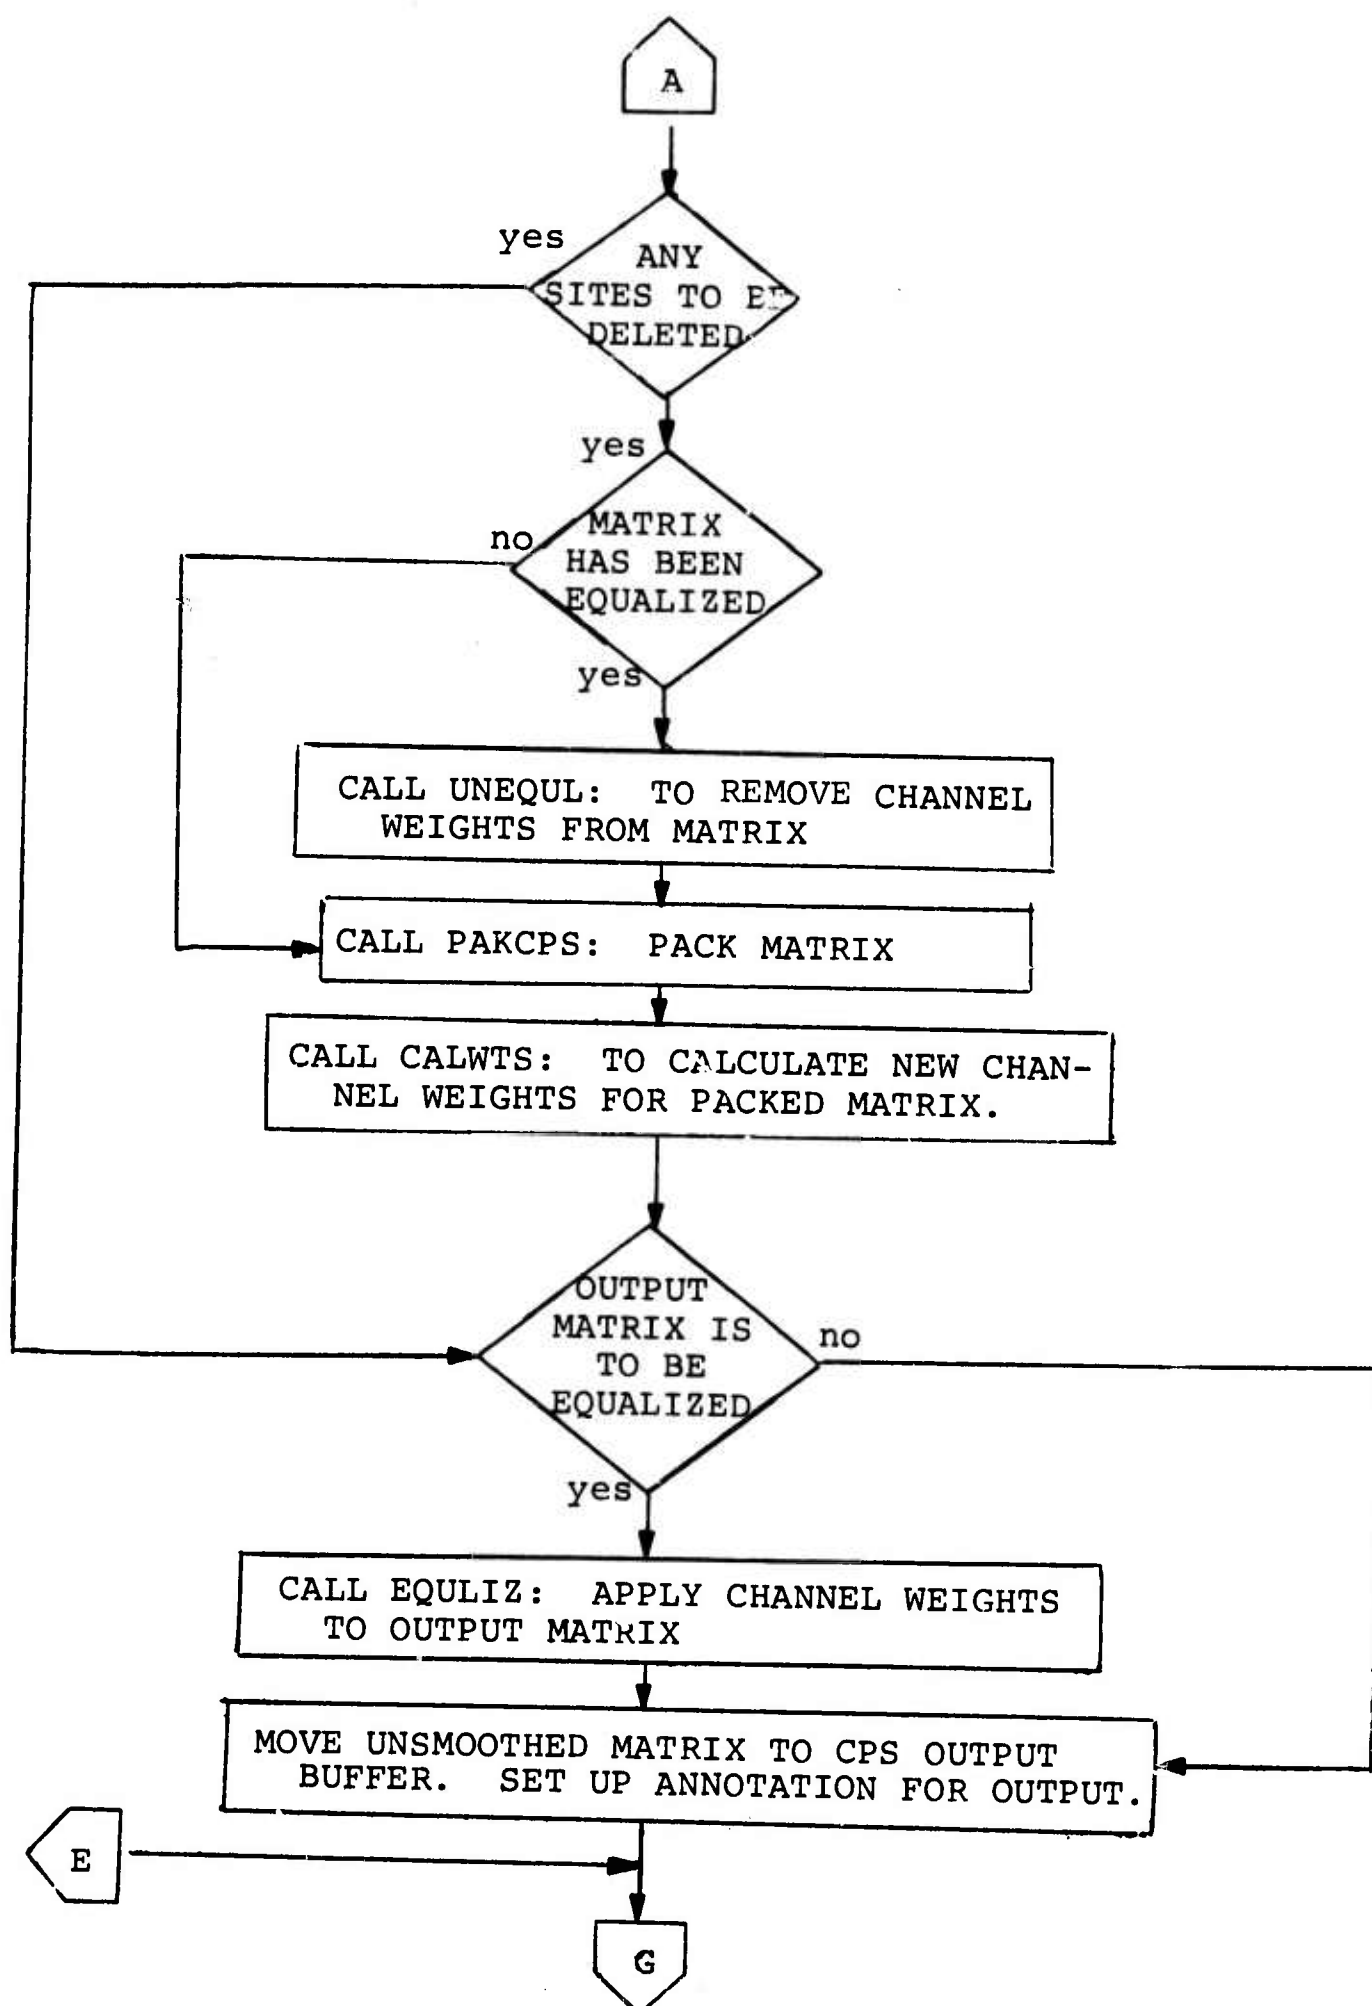 A
yes
ANY
SITES TO BE
DELETED
yes
no
MATRIX
HAS BEEN
EQUALIZED
yes
CALL UNEQUL: TO REMOVE CHANNEL
WEIGHTS FROM MATRIX
CALL PAKCPS: PACK MATRIX
CALL CALWTS: TO CALCULATE NEW CHAN-
NEL WEIGHTS FOR PACKED MATRIX.
OUTPUT
MATRIX IS
TO BE
EQUALIZED
no
yes
CALL EQULIZ: APPLY CHANNEL WEIGHTS
TO OUTPUT MATRIX
MOVE UNSMOOTHED MATRIX TO CPS OUTPUT
BUFFER. SET UP ANNOTATION FOR OUTPUT.
E
G